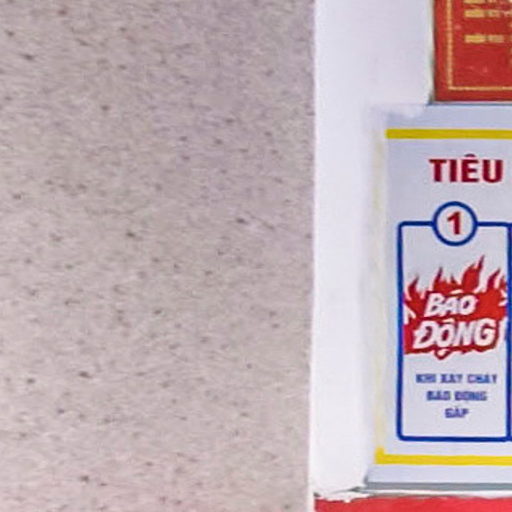 TIÊU
1
BÁO
ĐỘNG
KHI XẢY CHÁY
BÁO ĐỘNG
GẤP